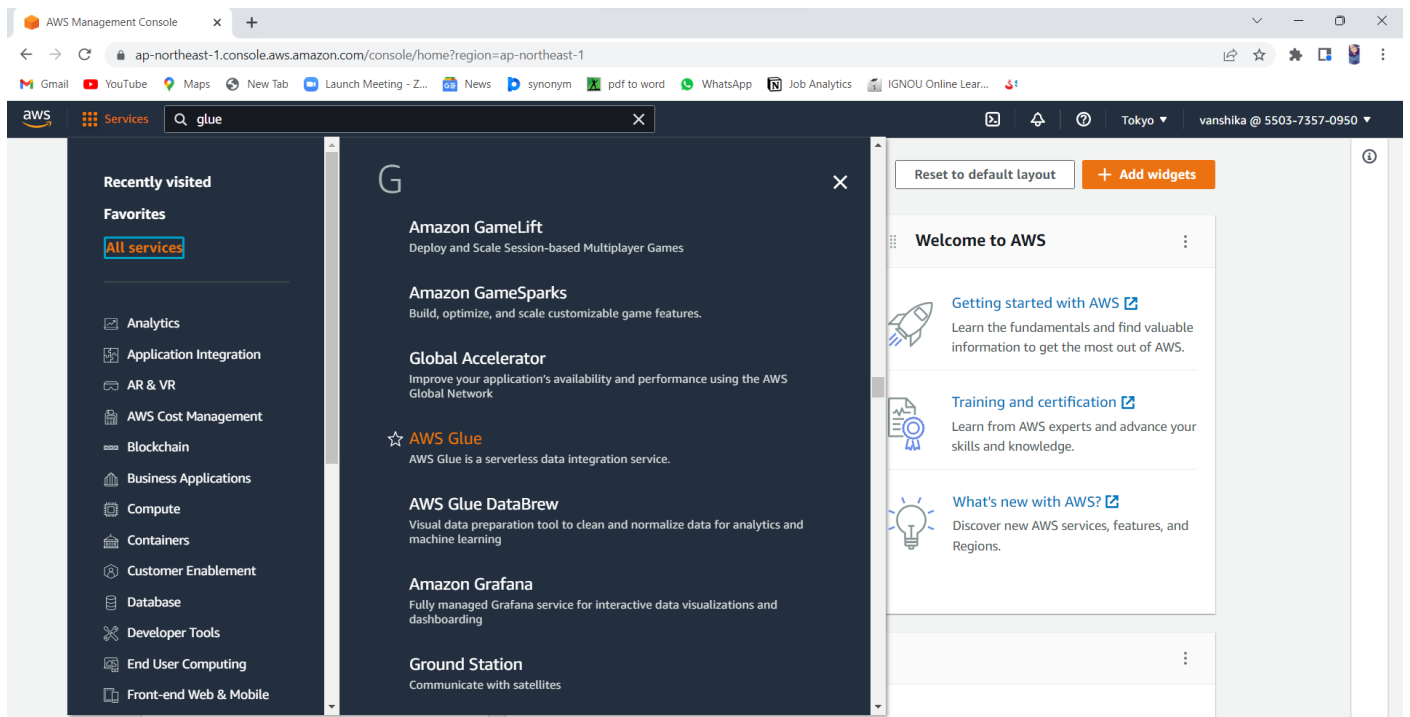 AWS Management Console
ap-northeast-1.console.aws.amazon.com/console/home?region=ap-northeast-1
Gmail YouTube Maps New Tab Launch Meeting - Z... News synonym pdf to word WhatsApp Job Analytics IGNOU Online Lear...
aws Services glue Tokyo vanshika @ 5503-7357-0950
Recently visited
Favorites
All services
Analytics
Application Integration
AR & VR
AWS Cost Management
Blockchain
Business Applications
Compute
Containers
Customer Enablement
Database
Developer Tools
End User Computing
Front-end Web & Mobile
G
Amazon GameLift
Deploy and Scale Session-based Multiplayer Games
Amazon GameSparks
Build, optimize, and scale customizable game features.
Global Accelerator
Improve your application's availability and performance using the AWS
Global Network
AWS Glue
AWS Glue is a serverless data integration service.
AWS Glue DataBrew
Visual data preparation tool to clean and normalize data for analytics and
machine learning
Amazon Grafana
Fully managed Grafana service for interactive data visualizations and
dashboarding
Ground Station
Communicate with satellites
Reset to default layout
+ Add widgets
Welcome to AWS
Getting started with AWS
Learn the fundamentals and find valuable
information to get the most out of AWS.
Training and certification
Learn from AWS experts and advance your
skills and knowledge.
What's new with AWS?
Discover new AWS services, features, and
Regions.